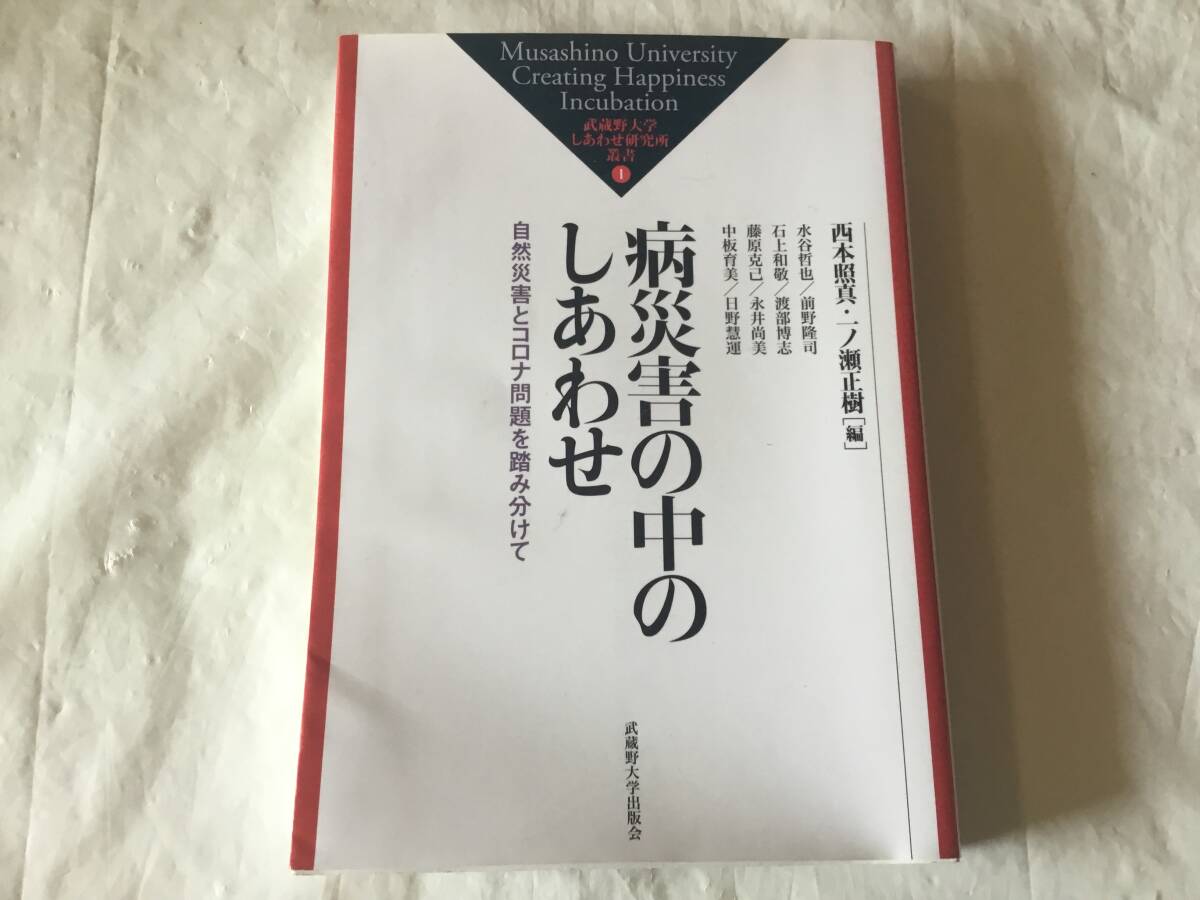 Musashino University
Creating Happiness
Incubation
武蔵野大学
しあわせ研究所
叢書
1
西本照真・一ノ瀬正樹[編]
水谷哲也/前野隆司
石上和敬/渡部博志
藤原克己/永井尚美
中板育美/日野慧運
病災害の中の
しあわせ
自然災害とコロナ問題を踏み分けて
武蔵野大学出版会